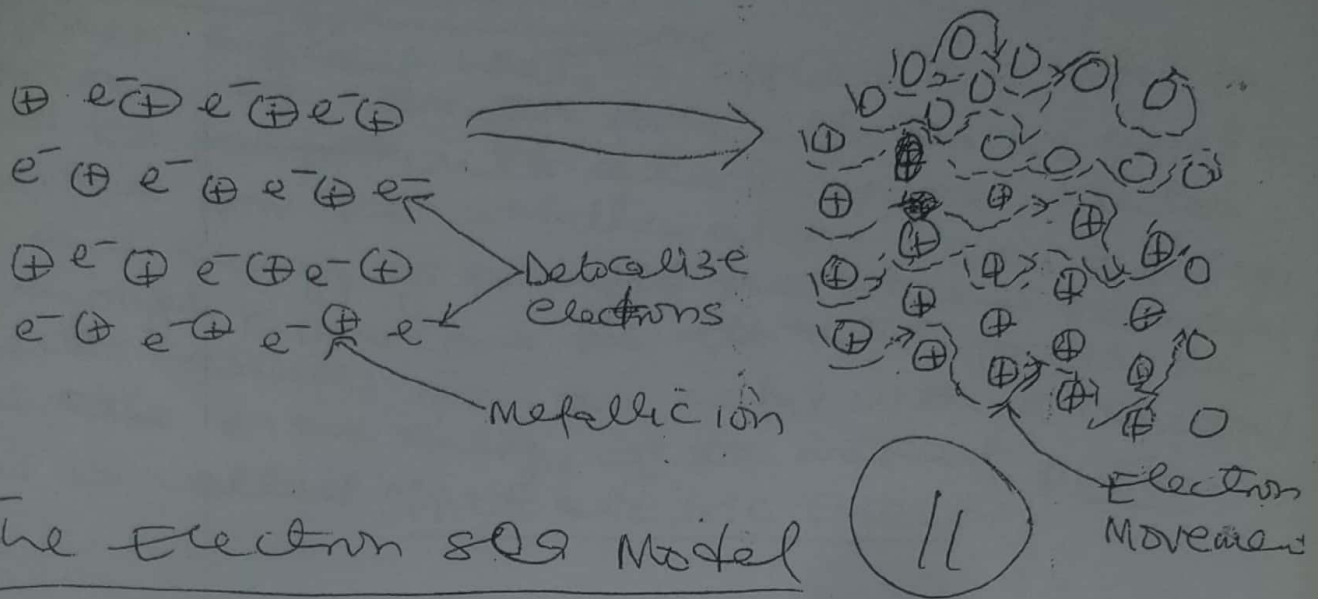 ⊕ e⁻⊕ e⁻⊕ e⁻⊕
e⁻ ⊕ e⁻ ⊕ e⁻⊕ e⁻
⊕ e⁻⊕ e⁻⊕ e⁻⊕
e⁻ ⊕ e⁻⊕ e⁻⊕ e⁻
Delocalize
electrons
Metallic ion
Electron
Movement
The Electron sea Model
11